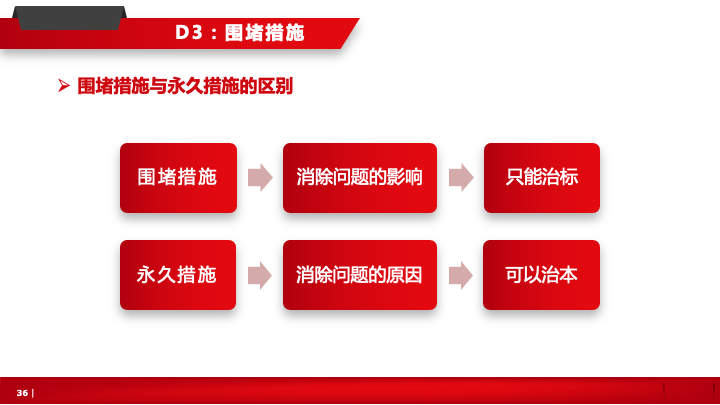 D3：围堵措施
围堵措施与永久措施的区别
围堵措施
消除问题的影响
只能治标
永久措施
消除问题的原因
可以治本
36 |